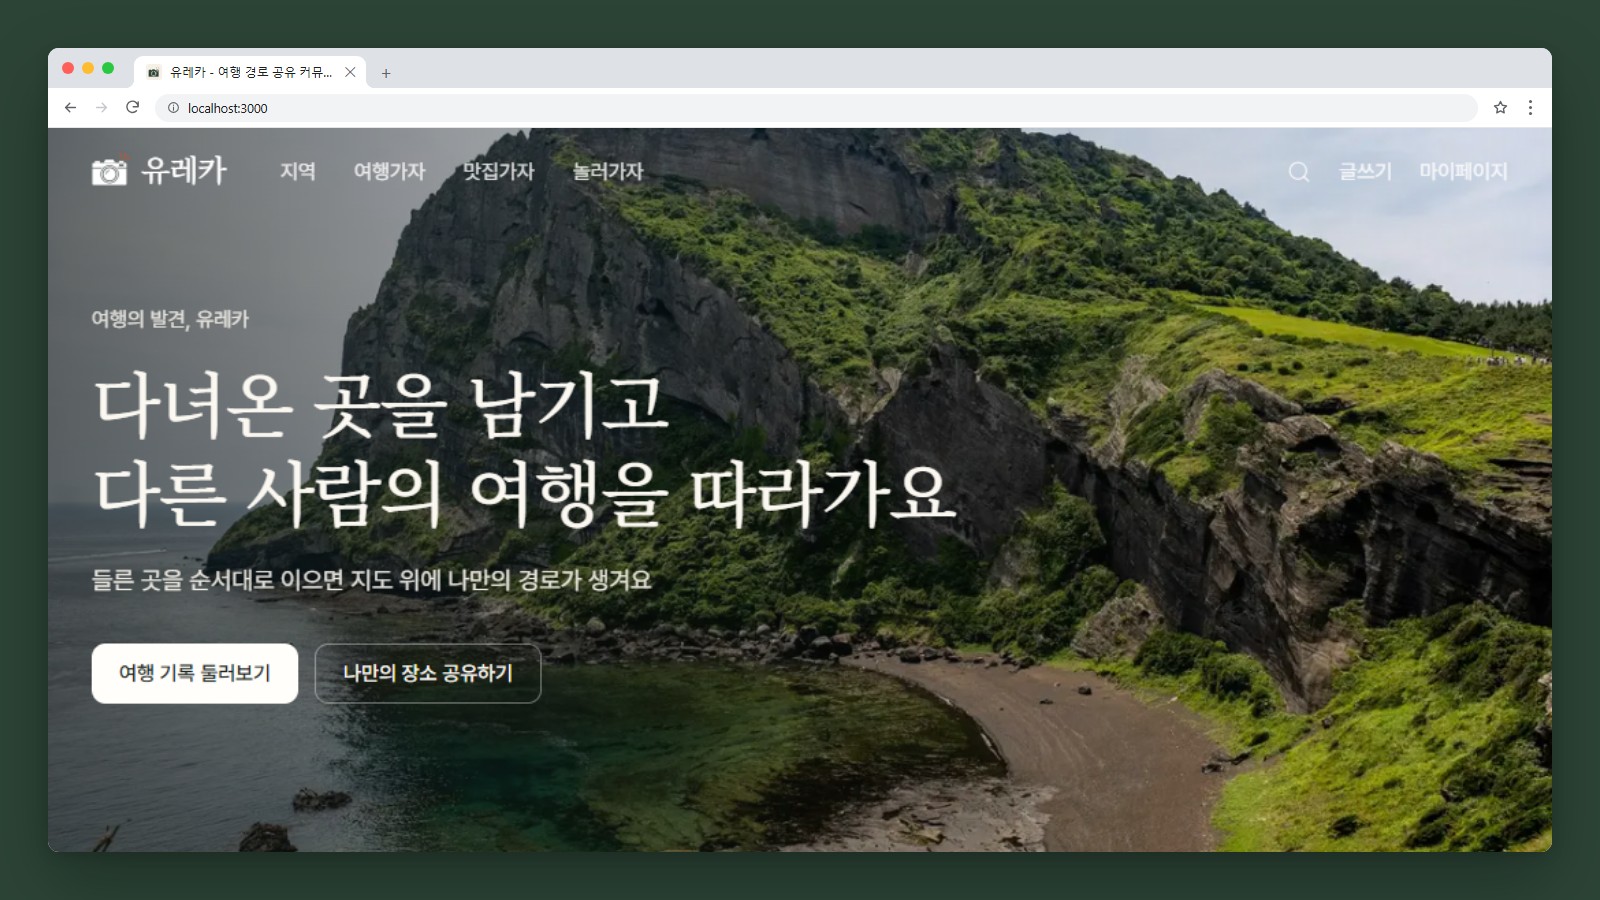 유레카 - 여행 경로 공유 커뮤...
localhost:3000
유레카 지역 여행가자 맛집가자 놀러가자 글쓰기 마이페이지
여행의 발견, 유레카
다녀온 곳을 남기고
다른 사람의 여행을 따라가요
들른 곳을 순서대로 이으면 지도 위에 나만의 경로가 생겨요
여행 기록 둘러보기 나만의 장소 공유하기